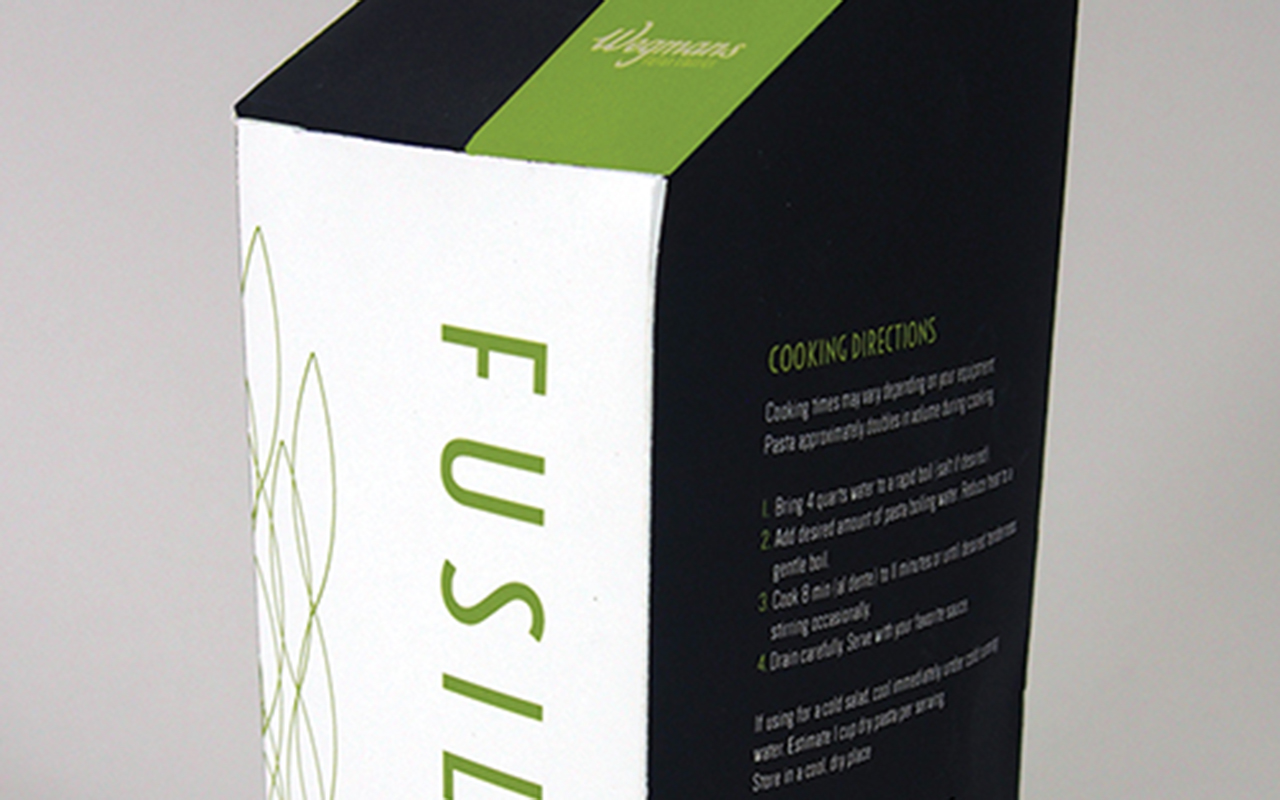 Wegmans
FUSIL
COOKING DIRECTIONS
Cooking times may vary depending on your equipment
Pasta approximately doubles in volume during cooking
1. Bring 4 quarts water to a rapid boil (salt if desired)
2. Add desired amount of pasta boiling water. Reduce heat to a
gentle boil.
3. Cook 8 min (al dente) to 11 minutes or until desired tenderness
stirring occasionally.
4. Drain carefully. Serve with your favorite sauce
If using for a cold salad, cool immediately under cold running
water. Estimate 1 cup dry pasta per serving
Store in a cool, dry place